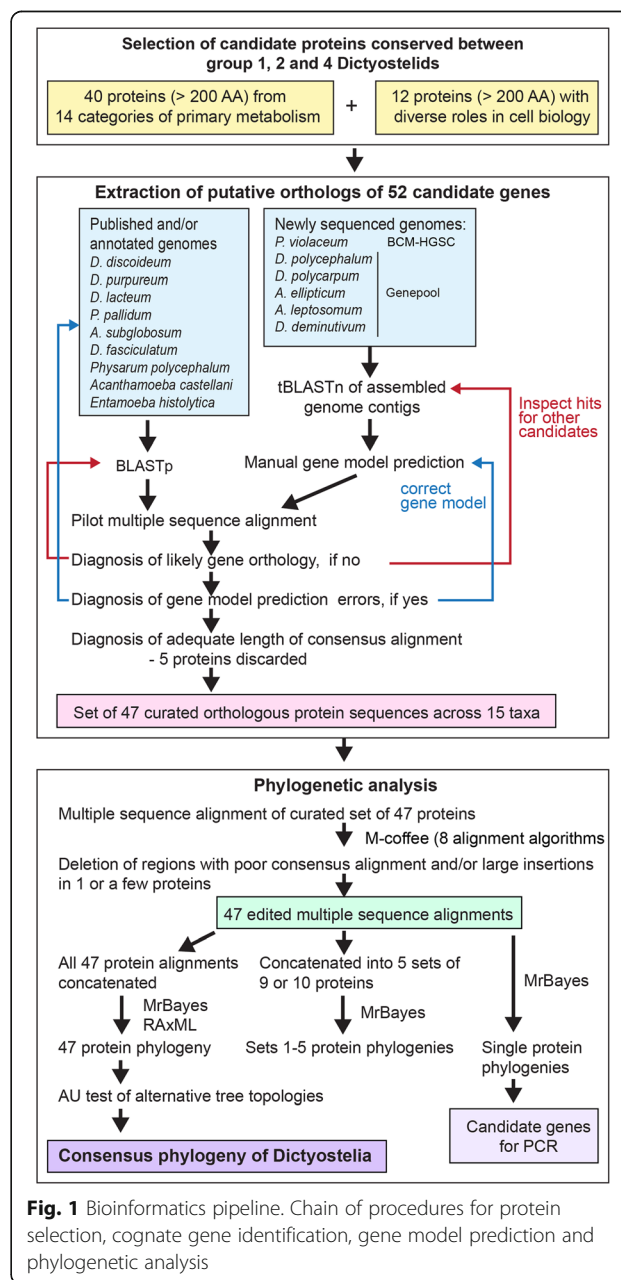 Selection of candidate proteins conserved between
group 1, 2 and 4 Dictyostelids
40 proteins (> 200 AA) from
14 categories of primary metabolism
+
12 proteins (> 200 AA) with
diverse roles in cell biology
Extraction of putative orthologs of 52 candidate genes
Published and/or
annotated genomes
D. discoideum
D. purpureum
D. lacteum
P. pallidum
A. subglobosum
D. fasciculatum
Physarum polycephalum
Acanthamoeba castellani
Entamoeba histolytica
Newly sequenced genomes:
P. violaceum BCM-HGSC
D. polycephalum
D. polycarpum
A. ellipticum Genepool
A. leptosomum
D. deminutivum
tBLASTn of assembled
genome contigs
Inspect hits
for other
candidates
BLASTp
Manual gene model prediction
correct
gene model
Pilot multiple sequence alignment
Diagnosis of likely gene orthology, if no
Diagnosis of gene model prediction errors, if yes
Diagnosis of adequate length of consensus alignment
- 5 proteins discarded
Set of 47 curated orthologous protein sequences across 15 taxa
Phylogenetic analysis
Multiple sequence alignment of curated set of 47 proteins
M-coffee (8 alignment algorithms
Deletion of regions with poor consensus alignment and/or large insertions
in 1 or a few proteins
47 edited multiple sequence alignments
All 47 protein alignments
concatenated
MrBayes
RAxML
47 protein phylogeny
AU test of alternative tree topologies
Consensus phylogeny of Dictyostelia
Concatenated into 5 sets of
9 or 10 proteins
MrBayes
Sets 1-5 protein phylogenies
MrBayes
Single protein
phylogenies
Candidate genes
for PCR
Fig. 1 Bioinformatics pipeline. Chain of procedures for protein
selection, cognate gene identification, gene model prediction and
phylogenetic analysis